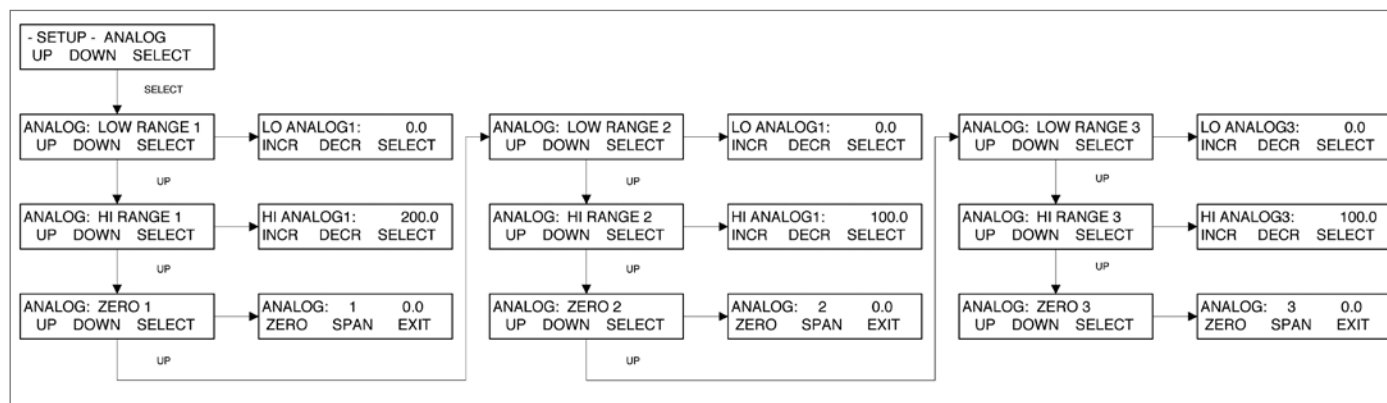 - SETUP - ANALOG
UP DOWN SELECT
SELECT
ANALOG: LOW RANGE 1
UP DOWN SELECT
LO ANALOG1: 0.0
INCR DECR SELECT
UP
ANALOG: HI RANGE 1
UP DOWN SELECT
HI ANALOG1: 200.0
INCR DECR SELECT
UP
ANALOG: ZERO 1
UP DOWN SELECT
ANALOG: 1 0.0
ZERO SPAN EXIT
UP
ANALOG: LOW RANGE 2
UP DOWN SELECT
LO ANALOG1: 0.0
INCR DECR SELECT
UP
ANALOG: HI RANGE 2
UP DOWN SELECT
HI ANALOG1: 100.0
INCR DECR SELECT
UP
ANALOG: ZERO 2
UP DOWN SELECT
ANALOG: 2 0.0
ZERO SPAN EXIT
UP
ANALOG: LOW RANGE 3
UP DOWN SELECT
LO ANALOG3: 0.0
INCR DECR SELECT
UP
ANALOG: HI RANGE 3
UP DOWN SELECT
HI ANALOG3: 100.0
INCR DECR SELECT
UP
ANALOG: ZERO 3
UP DOWN SELECT
ANALOG: 3 0.0
ZERO SPAN EXIT